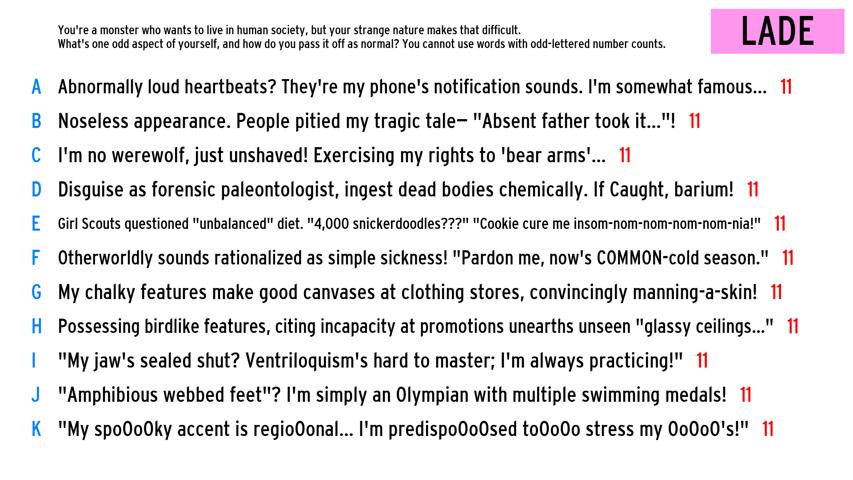 You're a monster who wants to live in human society, but your strange nature makes that difficult.
What's one odd aspect of yourself, and how do you pass it off as normal? You cannot use words with odd-lettered number counts.
LADE
A Abnormally loud heartbeats? They're my phone's notification sounds. I'm somewhat famous... 11
B Noseless appearance. People pitied my tragic tale— "Absent father took it..."! 11
C I'm no werewolf, just unshaved! Exercising my rights to 'bear arms'... 11
D Disguise as forensic paleontologist, ingest dead bodies chemically. If Caught, barium! 11
E Girl Scouts questioned "unbalanced" diet. "4,000 snickerdoodles???" "Cookie cure me insom-nom-nom-nom-nom-nia!" 11
F Otherworldly sounds rationalized as simple sickness! "Pardon me, now's COMMON-cold season." 11
G My chalky features make good canvases at clothing stores, convincingly manning-a-skin! 11
H Possessing birdlike features, citing incapacity at promotions unearths unseen "glassy ceilings..." 11
I "My jaw's sealed shut? Ventriloquism's hard to master; I'm always practicing!" 11
J "Amphibious webbed feet"? I'm simply an Olympian with multiple swimming medals! 11
K "My spoOoOky accent is regioOonal... I'm predispoOoOsed toOoOo stress my OoOoO's!" 11